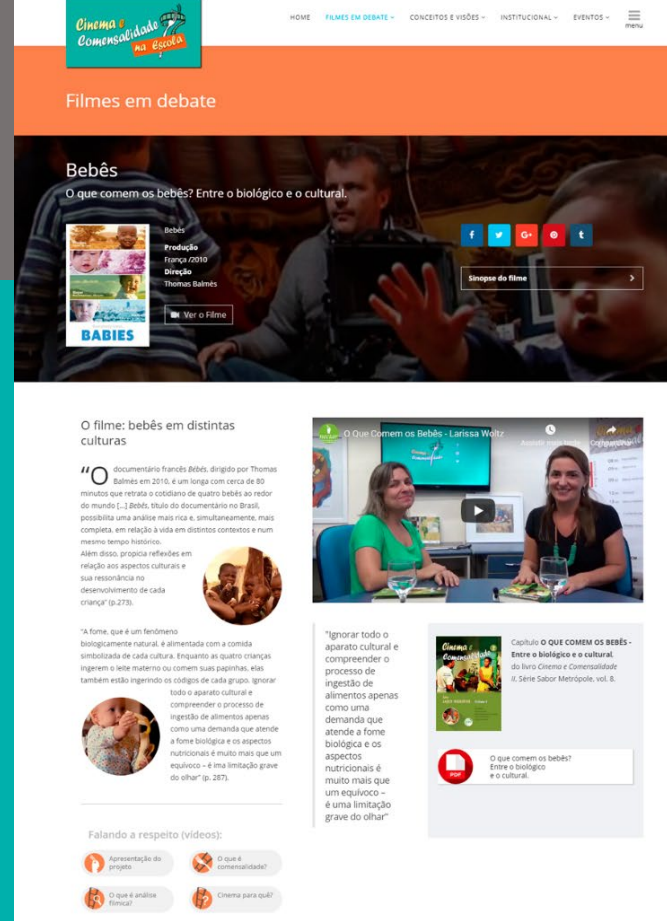 Cinema e
Comensalidade
na Escola
HOME
FILMES EM DEBATE
CONCEITOS E VISÕES
INSTITUCIONAL
EVENTOS
menu
Filmes em debate
Bebês
O que comem os bebês? Entre o biológico e o cultural.
Bebês
Produção
França /2010
Direção
Thomas Balmès
Ver o Filme
BABIES
f
G+
t
Sinopse do filme
O filme: bebês em distintas
culturas
“O documentário francês Bébés, dirigido por Thomas
Balmès em 2010, é um longa com cerca de 80
minutos que retrata o cotidiano de quatro bebês ao redor
do mundo [...] Bebês, título do documentário no Brasil,
possibilita uma análise mais rica e, simultaneamente, mais
completa, em relação à vida em distintos contextos e num
mesmo tempo histórico.
Além disso, propicia reflexões em
relação aos aspectos culturais e
sua ressonância no
desenvolvimento de cada
criança” (p.273).
“A fome, que é um fenômeno
biologicamente natural, é alimentada com a comida
simbolizada de cada cultura. Enquanto as quatro crianças
ingerem o leite materno ou comem suas papinhas, elas
também estão ingerindo os códigos de cada grupo. Ignorar
todo o aparato cultural e
compreender o processo de
ingestão de alimentos apenas
como uma demanda que atende
a fome biológica e os aspectos
nutricionais é muito mais que um
equívoco – é ima limitação grave
do olhar” (p. 287).
Falando a respeito (vídeos):
Apresentação do
projeto
O que é
comensalidade?
O que é análise
fílmica?
Cinema para quê?
O Que Comem os Bebês - Larissa Woltz
Assistir mais tarde
Compartilhar
"Ignorar todo o
aparato cultural e
compreender o
processo de
ingestão de
alimentos apenas
como uma
demanda que
atende a fome
biológica e os
aspectos
nutricionais é
muito mais que
um equívoco –
é uma limitação
grave do olhar"
Cinema e
Comensalidade
Capítulo O QUE COMEM OS BEBÊS -
Entre o biológico e o cultural,
do livro Cinema e Comensalidade
II. Série Sabor Metrópole, vol. 8.
PDF
O que comem os bebês?
Entre o biológico
e o cultural.